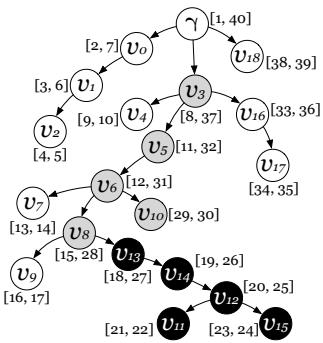 γ [1, 40]
[2, 7] v0 v18
[38, 39]
[3, 6] v1 v3
v4 v16 [33, 36]
[9, 10] [8, 37]
v2 v5 [11, 32]
[4, 5] v17
v6 [12, 31] [34, 35]
v7 v10 [29, 30]
[13, 14] v8
[15, 28] v13 [19, 26]
v9 [18, 27] v14
[16, 17] v12 [20, 25]
[21, 22] v11 [23, 24] v15